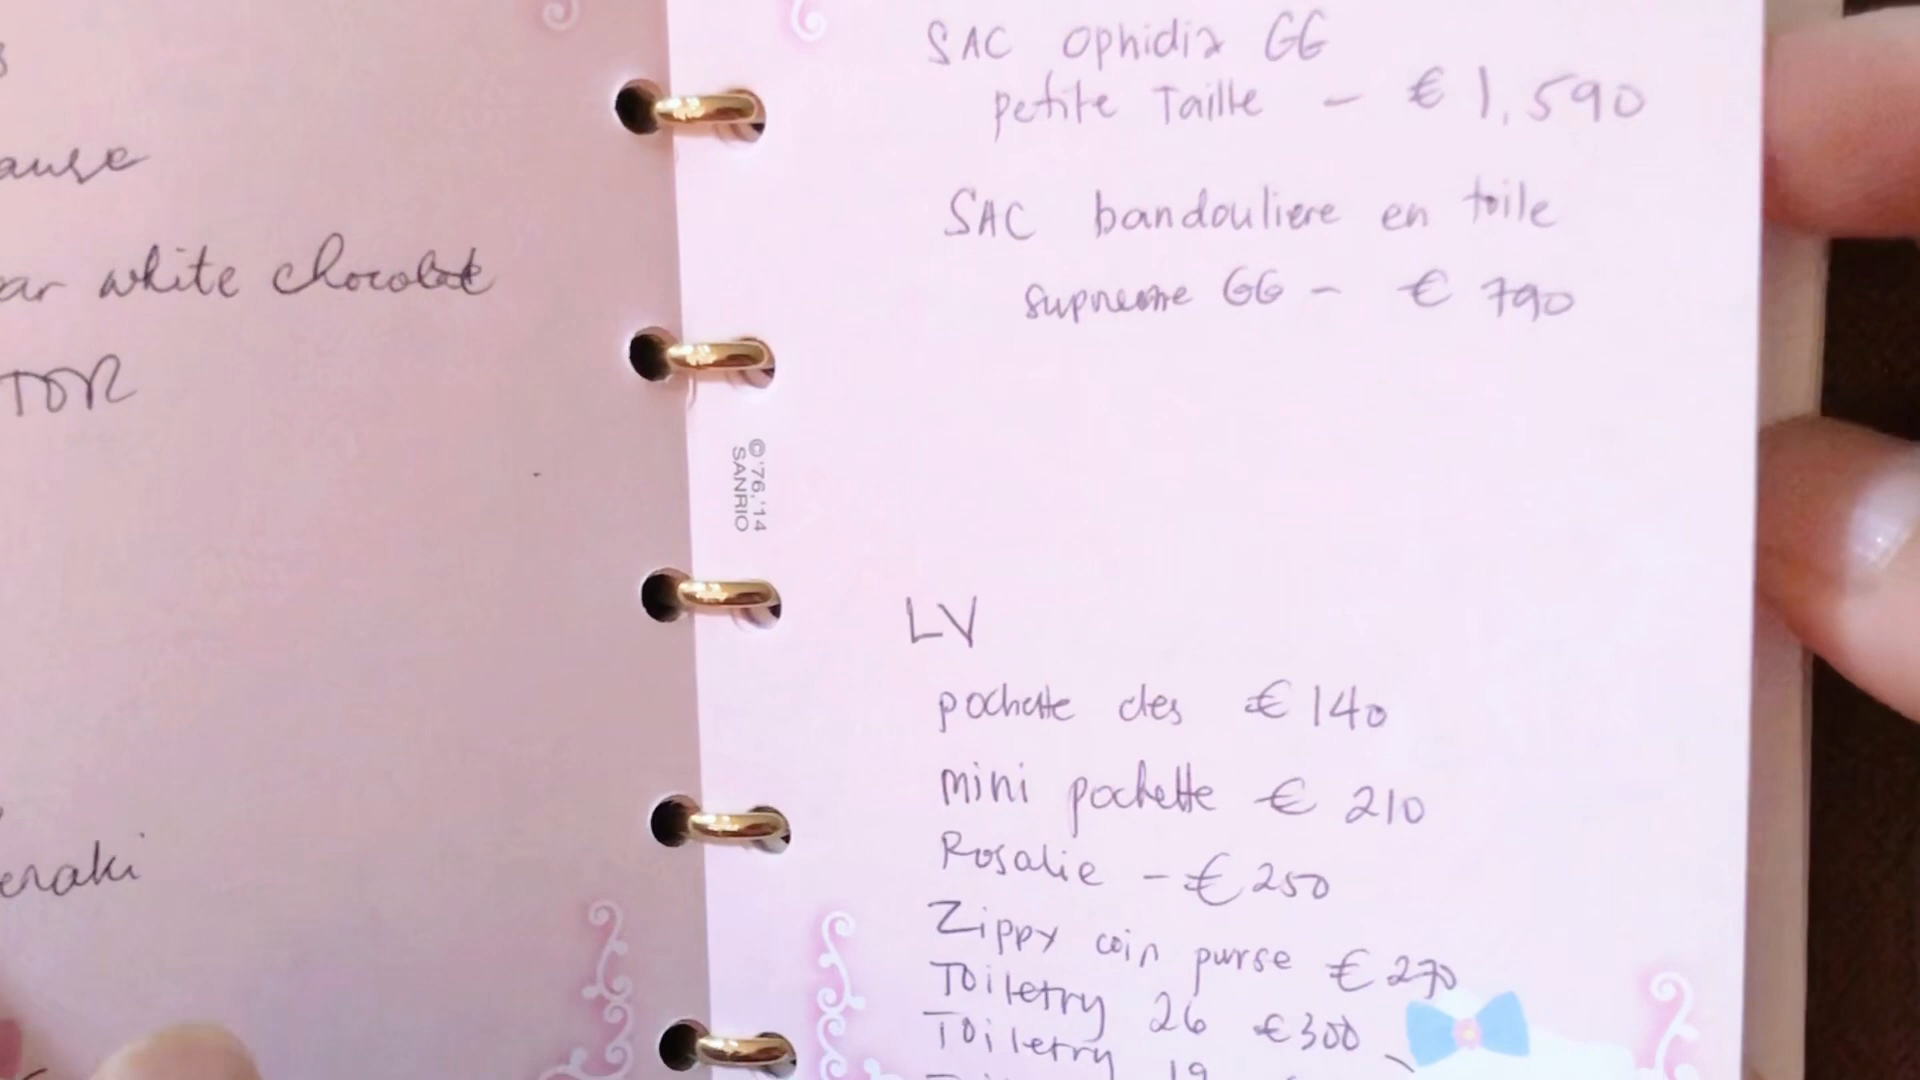 ause
ar white chocolat
TOR
eraki
SAC Ophidia GG
petite Taille - € 1,590
SAC bandouliere en toile
supreme GG - € 790
©'76,'14
SANRIO
LV
pochette cles € 140
mini pochette € 210
Rosalie - € 250
Zippy coin purse € 270
Toiletry 26 € 300
Toiletry 19